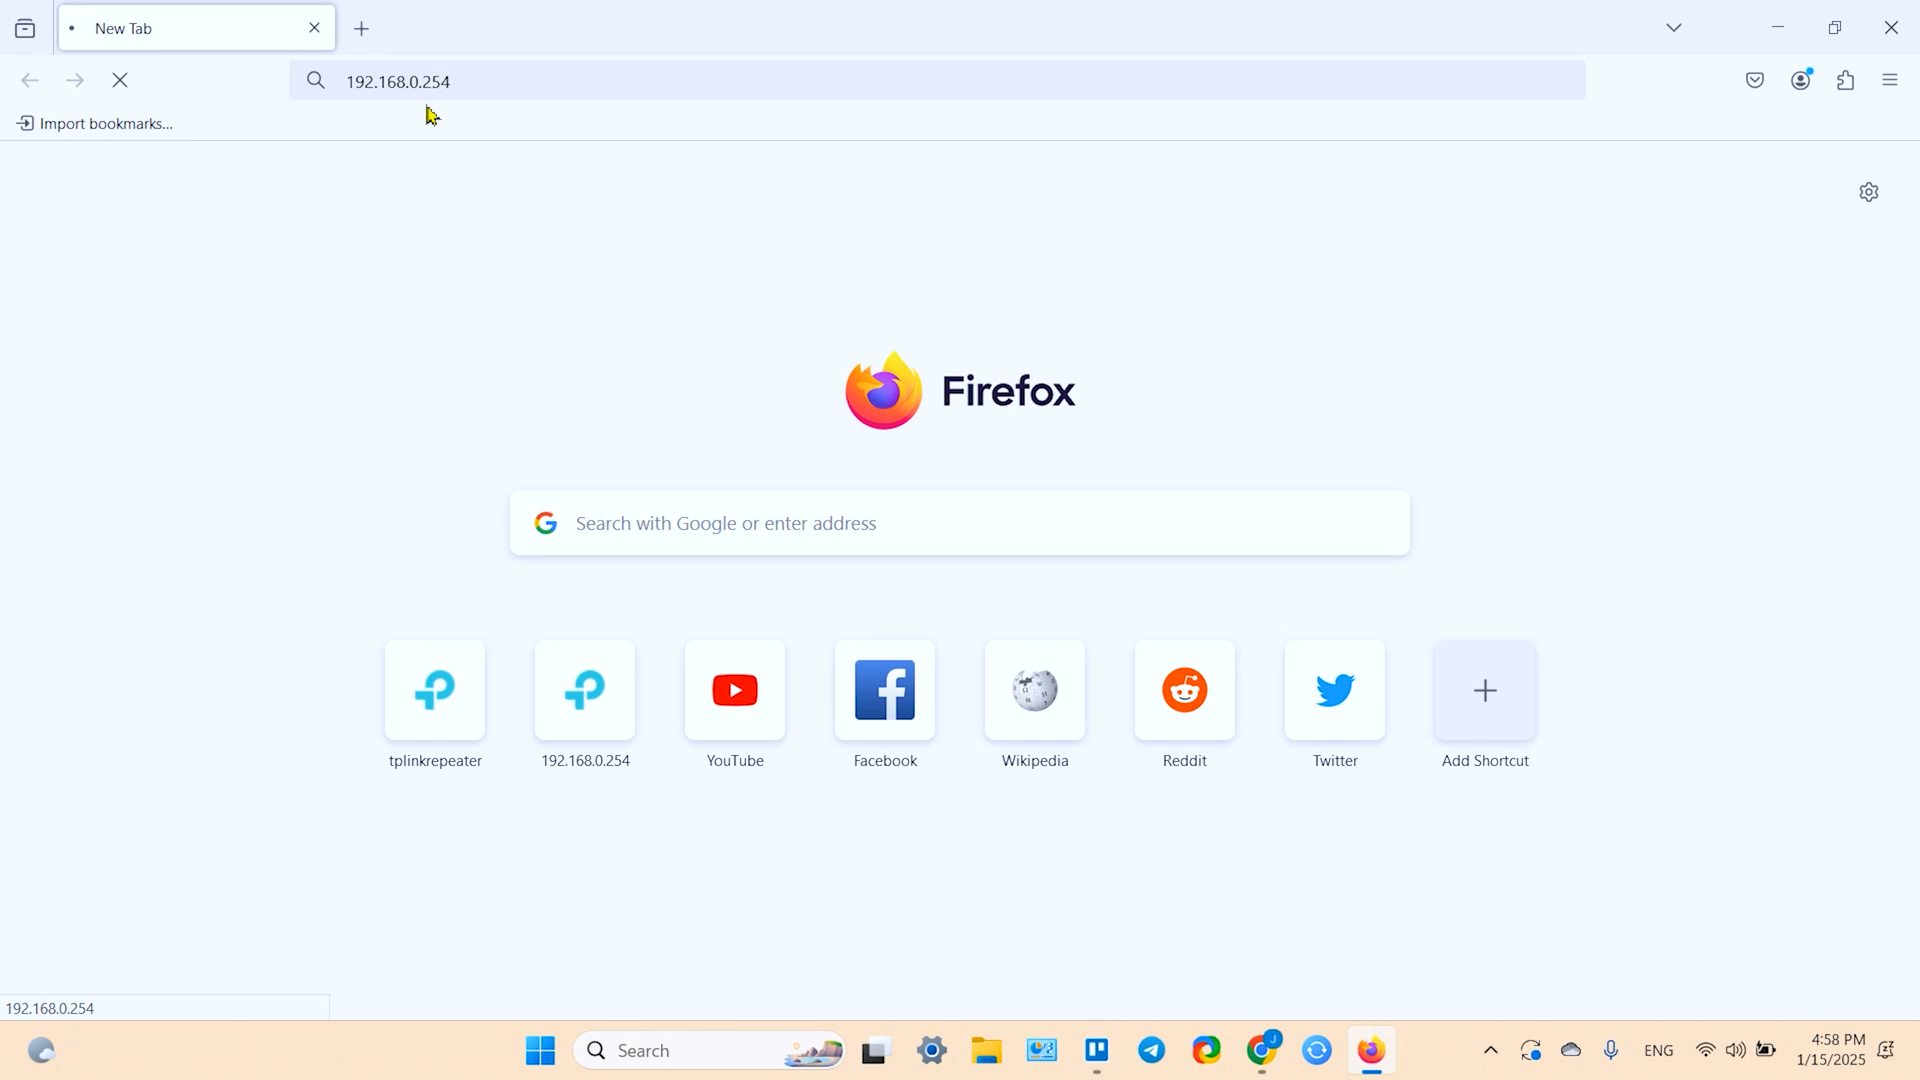 New Tab
192.168.0.254
Import bookmarks...
Firefox
Search with Google or enter address
tplinkrepeater
192.168.0.254
YouTube
Facebook
Wikipedia
Reddit
Twitter
Add Shortcut
192.168.0.254
Search
J
ENG
4:58 PM
1/15/2025